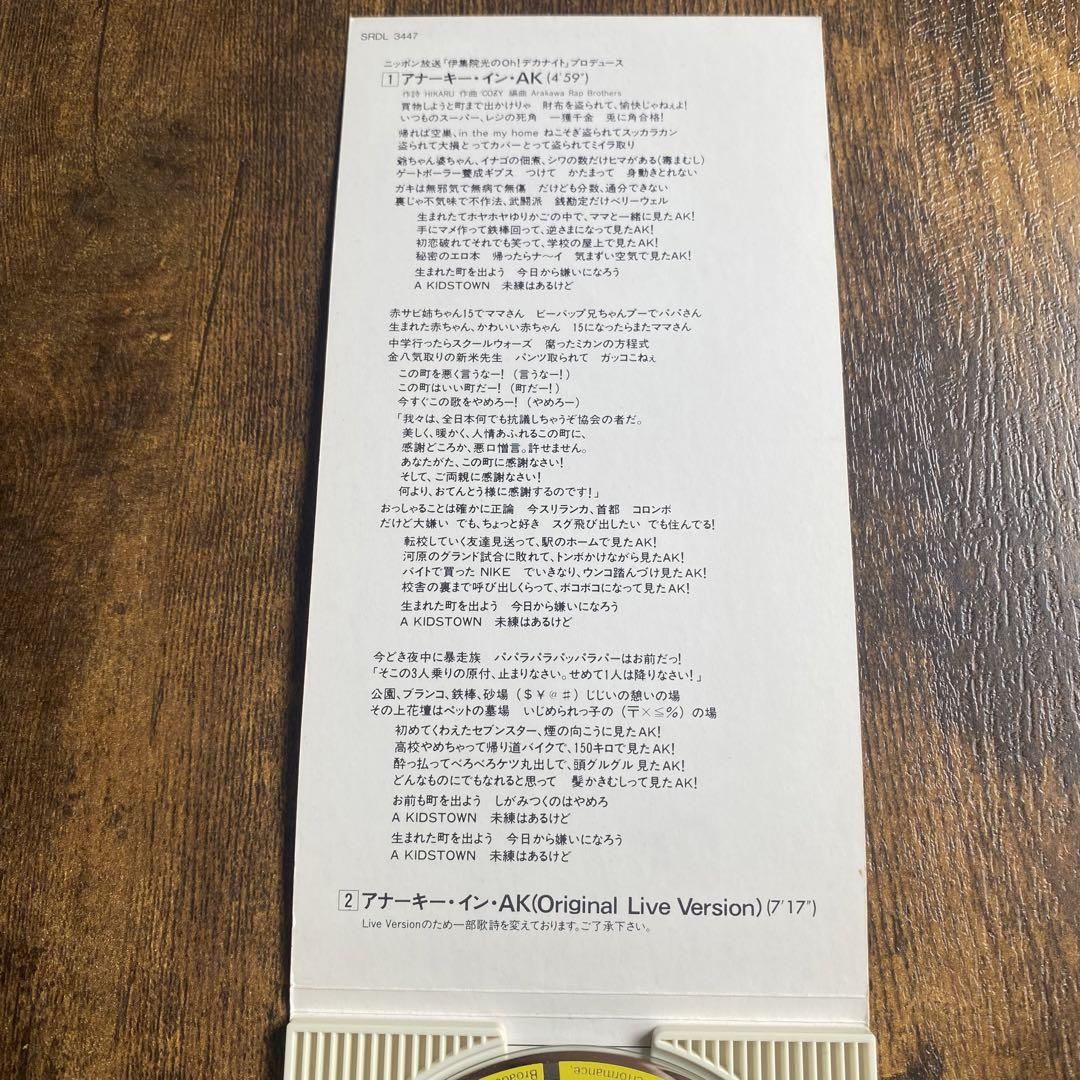 SRDL 3447
ニッポン放送「伊集院光のOh!デカナイト」プロデュース
1 アナーキー・イン・AK (4'59")
作詩 HIKARU 作曲 COZY 編曲 Arakawa Rap Brothers
買物しようと町まで出かけりゃ 財布を盗られて、愉快じゃねぇよ!
いつものスーパー、レジの死角 一獲千金 兎に角合格!
帰れば空巣、in the my home ねこそぎ盗られてスッカラカン
盗られて大損とってカバーとって盗られてミイラ取り
爺ちゃん婆ちゃん、イナゴの佃煮、シワの数だけヒマがある(毒まむし)
ゲートボーラー養成ギブス つけて かたまって 身動きとれない
ガキは無邪気で無病で無傷 だけども分数、通分できない
裏じゃ不気味で不作法、武闘派 銭勘定だけベリーウェル
生まれたてホヤホヤゆりかごの中で、ママと一緒に見たAK!
手にマメ作って鉄棒回って、逆さまになって見たAK!
初恋破れてそれでも笑って、学校の屋上で見たAK!
秘密のエロ本 帰ったらナ〜イ 気まずい空気で見たAK!
生まれた町を出よう 今日から嫌いになろう
A KIDSTOWN 未練はあるけど
赤サビ姉ちゃん15でママさん ビーバップ兄ちゃんプーでパパさん
生まれた赤ちゃん、かわいい赤ちゃん 15になったらまたママさん
中学行ったらスクールウォーズ 腐ったミカンの方程式
金八気取りの新米先生 パンツ取られて ガッコこねぇ
この町を悪く言うなー!(言うなー!)
この町はいい町だー!(町だー!)
今すぐこの歌をやめろー!(やめろー)
「我々は、全日本何でも抗議しちゃうぞ協会の者だ。
美しく、暖かく、人情あふれるこの町に、
感謝どころか、悪口憎言。許せません。
あなたがた、この町に感謝なさい!
そして、ご両親に感謝なさい!
何より、おてんとう様に感謝するのです!」
おっしゃることは確かに正論 今スリランカ、首都 コロンボ
だけど大嫌い でも、ちょっと好き スグ飛び出したい でも住んでる!
転校していく友達見送って、駅のホームで見たAK!
河原のグランド試合に敗れて、トンボかけながら見たAK!
バイトで買った NIKE でいきなり、ウンコ踏んづけ見たAK!
校舎の裏まで呼び出しくらって、ボコボコになって見たAK!
生まれた町を出よう 今日から嫌いになろう
A KIDSTOWN 未練はあるけど
今どき夜中に暴走族 パパラパラパッパラパーはお前だっ!
「そこの3人乗りの原付、止まりなさい。せめて1人は降りなさい!」
公園、ブランコ、鉄棒、砂場($¥@#)じじいの憩いの場
その上花壇はペットの墓場 いじめられっ子の(〒×≦%)の場
初めてくわえたセブンスター、煙の向こうに見たAK!
高校やめちゃって帰り道バイクで、150キロで見たAK!
酔っ払ってべろべろケツ丸出しで、頭グルグル 見たAK!
どんなものにでもなれると思って 髪かきむしって見たAK!
お前も町を出よう しがみつくのはやめろ
A KIDSTOWN 未練はあるけど
生まれた町を出よう 今日から嫌いになろう
A KIDSTOWN 未練はあるけど
2 アナーキー・イン・AK(Original Live Version) (7'17")
Live Versionのため一部歌詩を変えております。ご了承下さい。